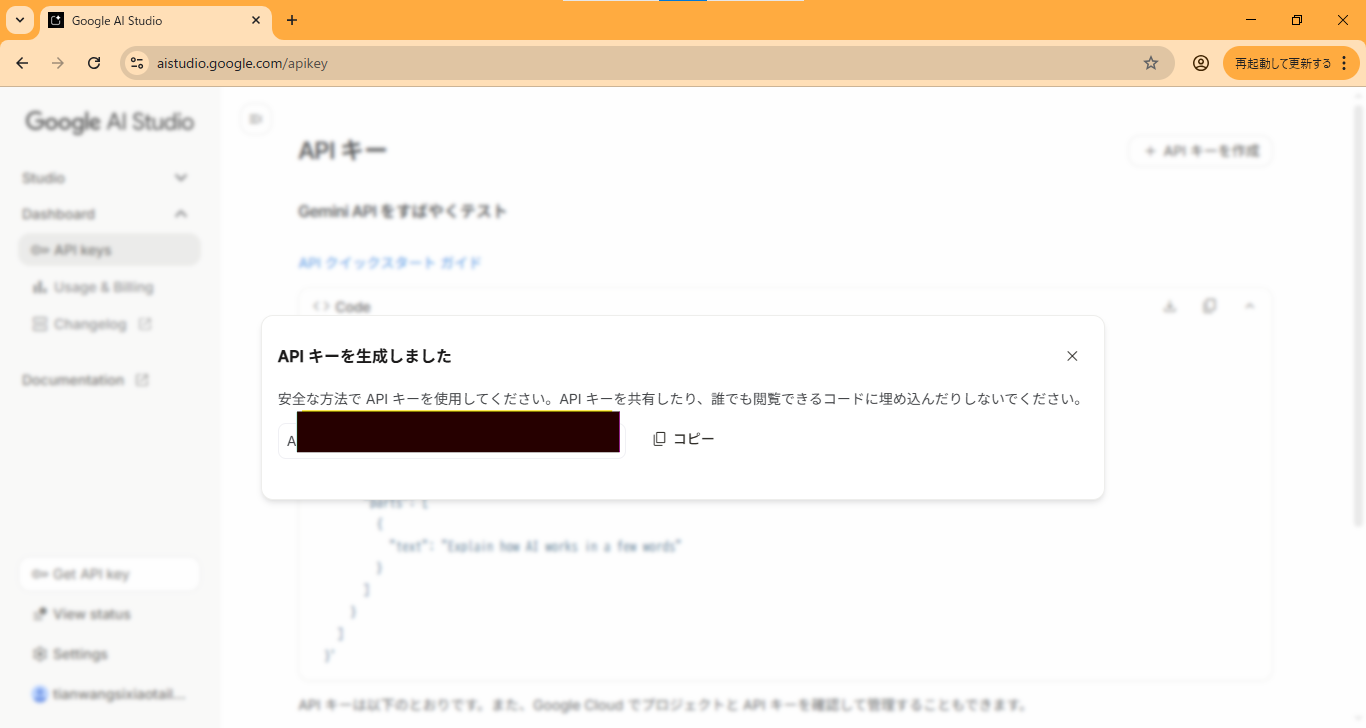 Google AI Studio
aistudio.google.com/apikey
再起動して更新する
Google AI Studio
Studio
Dashboard
API keys
Usage & Billing
Changelog
Documentation
Get API key
View status
Settings
tianwangsixiaotail...
API キー
API キーを作成
Gemini API をすばやくテスト
API クイックスタート ガイド
Code
API キーを生成しました
安全な方法で API キーを使用してください。API キーを共有したり、誰でも閲覧できるコードに埋め込んだりしないでください。
A
コピー
{
"text": "Explain how AI works in a few words"
}
]
}
]
}'
API キーは以下のとおりです。また、Google Cloud でプロジェクトと API キーを確認して管理することもできます。